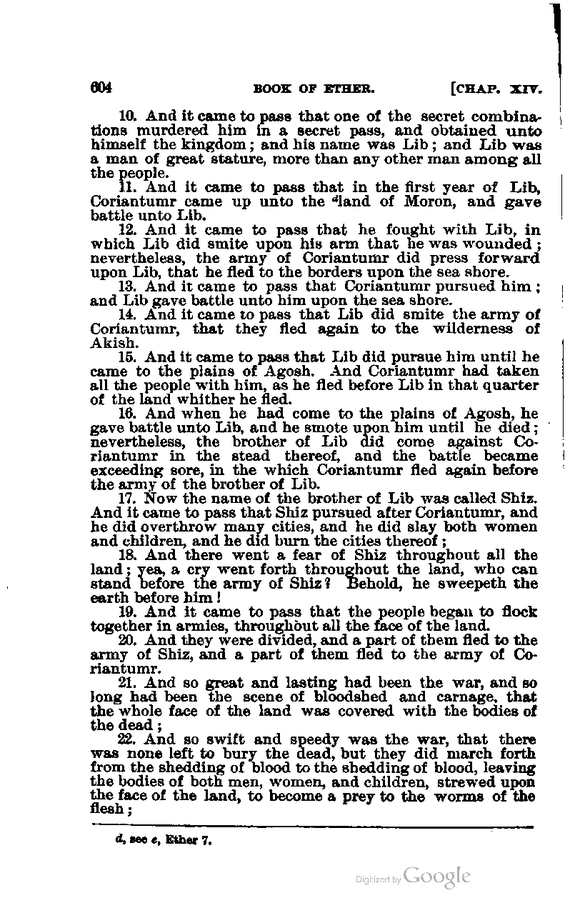 604 BOOK OF ETHER. [CHAP. XIV.
10. And it came to pass that one of the secret combina-
tions murdered him in a secret pass, and obtained unto
himself the kingdom; and his name was Lib; and Lib was
a man of great stature, more than any other man among all
the people.
11. And it came to pass that in the first year of Lib,
Coriantumr came up unto the dland of Moron, and gave
battle unto Lib.
12. And it came to pass that he fought with Lib, in
which Lib did smite upon his arm that he was wounded;
nevertheless, the army of Coriantumr did press forward
upon Lib, that he fled to the borders upon the sea shore.
13. And it came to pass that Coriantumr pursued him;
and Lib gave battle unto him upon the sea shore.
14. And it came to pass that Lib did smite the army of
Coriantumr, that they fled again to the wilderness of
Akish.
15. And it came to pass that Lib did pursue him until he
came to the plains of Agosh. And Coriantumr had taken
all the people with him, as he fled before Lib in that quarter
of the land whither he fled.
16. And when he had come to the plains of Agosh, he
gave battle unto Lib, and he smote upon him until he died;
nevertheless, the brother of Lib did come against Co-
riantumr in the stead thereof, and the battle became
exceeding sore, in the which Coriantumr fled again before
the army of the brother of Lib.
17. Now the name of the brother of Lib was called Shiz.
And it came to pass that Shiz pursued after Coriantumr, and
he did overthrow many cities, and he did slay both women
and children, and he did burn the cities thereof;
18. And there went a fear of Shiz throughout all the
land; yea, a cry went forth throughout the land, who can
stand before the army of Shiz? Behold, he sweepeth the
earth before him!
19. And it came to pass that the people began to flock
together in armies, throughout all the face of the land.
20. And they were divided, and a part of them fled to the
army of Shiz, and a part of them fled to the army of Co-
riantumr.
21. And so great and lasting had been the war, and so
long had been the scene of bloodshed and carnage, that
the whole face of the land was covered with the bodies of
the dead;
22. And so swift and speedy was the war, that there
was none left to bury the dead, but they did march forth
from the shedding of blood to the shedding of blood, leaving
the bodies of both men, women, and children, strewed upon
the face of the land, to become a prey to the worms of the
flesh;
d, see e, Ether 7.
Digitized by Google